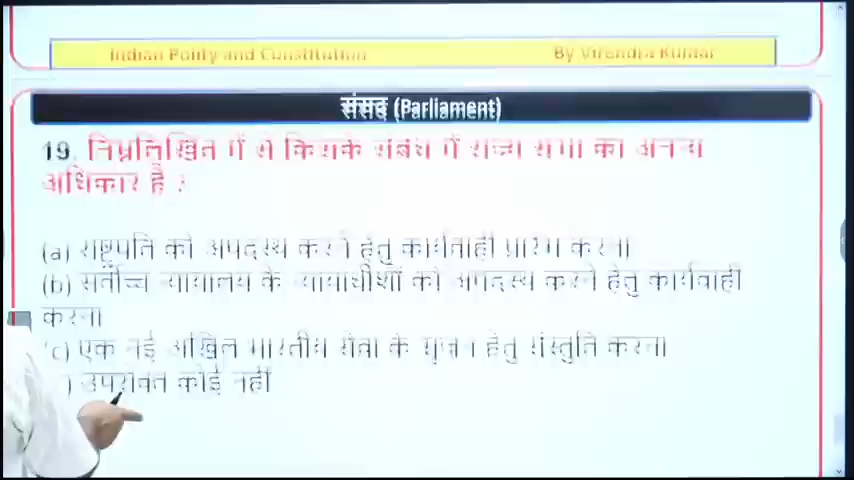 Indian Polity and Constitution By Virendra Kumar
संसद (Parliament)
19. निम्नलिखित में से किसके संबंध में राज्य सभा का अनन्य
अधिकार है ?
(a) राष्ट्रपति को अपदस्थ करने हेतु कार्यवाही प्रारंभ करना
(b) सर्वोच्च न्यायालय के न्यायाधीशों को अपदस्थ करने हेतु कार्यवाही
करना
c) एक नई अखिल भारतीय सेवा के सृजन हेतु संस्तुति करना
) उपरोक्त कोई नहीं